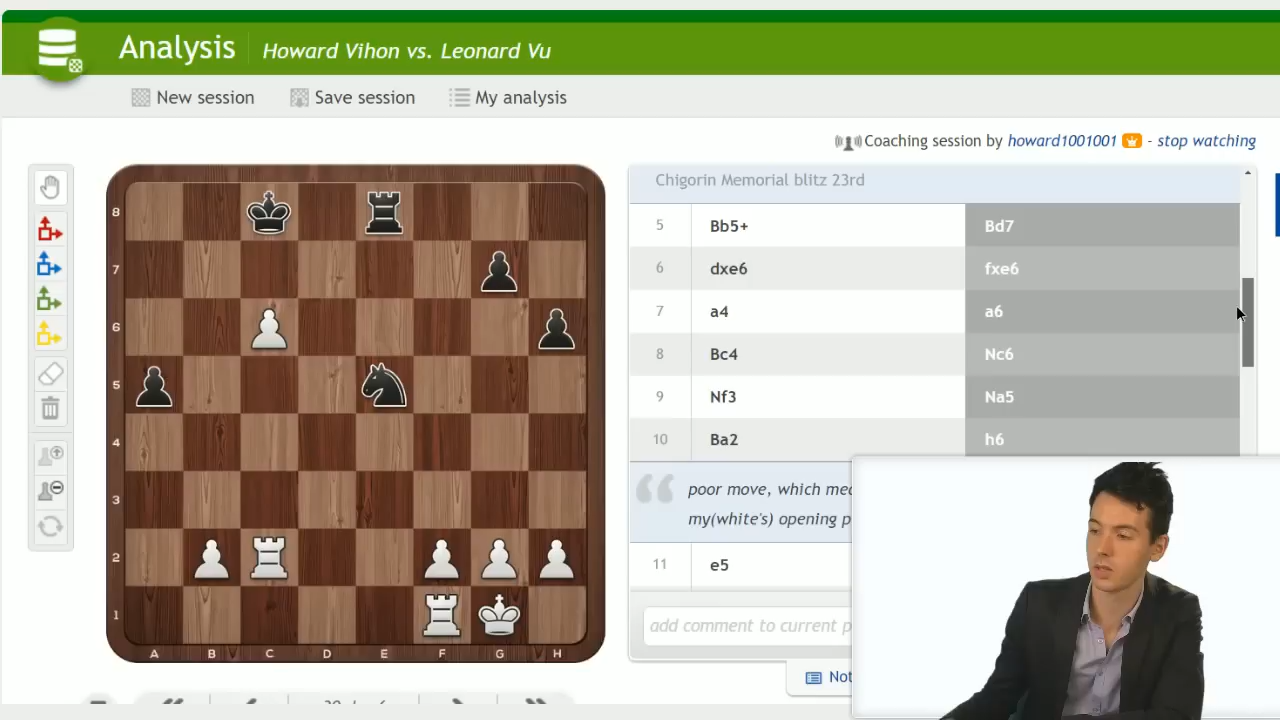 Analysis Howard Vihon vs. Leonard Vu
New session Save session My analysis
Coaching session by howard1001001 - stop watching
Chigorin Memorial blitz 23rd
5 Bb5+ Bd7
6 dxe6 fxe6
7 a4 a6
8 Bc4 Nc6
9 Nf3 Na5
10 Ba2 h6
poor move, which
my(white's) opening
11 e5
add comment to current
8
7
6
5
4
3
2
1
A B C D E F G H